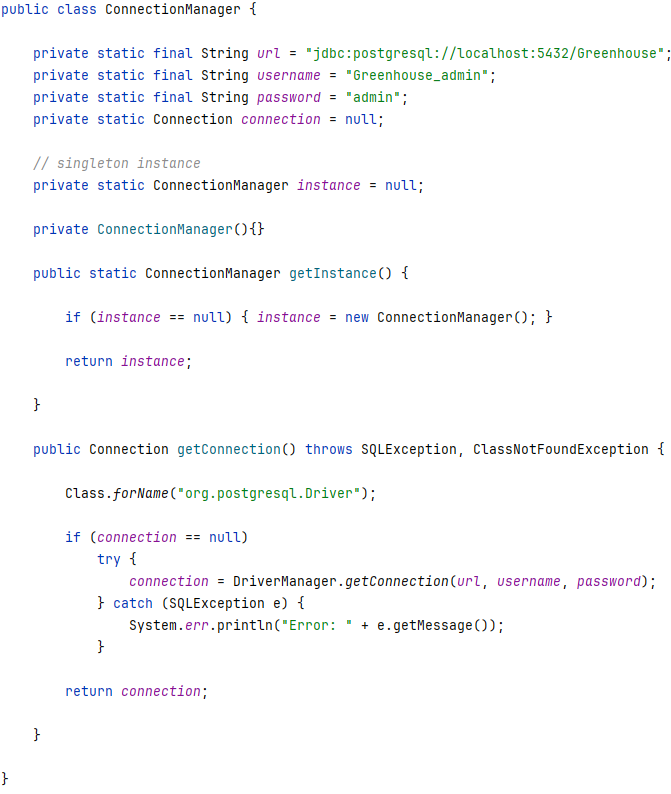 public class ConnectionManager {
    private static final String url = "jdbc:postgresql://localhost:5432/Greenhouse";
    private static final String username = "Greenhouse_admin";
    private static final String password = "admin";
    private static Connection connection = null;
    // singleton instance
    private static ConnectionManager instance = null;
    private ConnectionManager(){}
    public static ConnectionManager getInstance() {
        if (instance == null) { instance = new ConnectionManager(); }
        return instance;
    }
    public Connection getConnection() throws SQLException, ClassNotFoundException {
        Class.forName("org.postgresql.Driver");
        if (connection == null)
            try {
                connection = DriverManager.getConnection(url, username, password);
            } catch (SQLException e) {
                System.err.println("Error: " + e.getMessage());
            }
        return connection;
    }
}